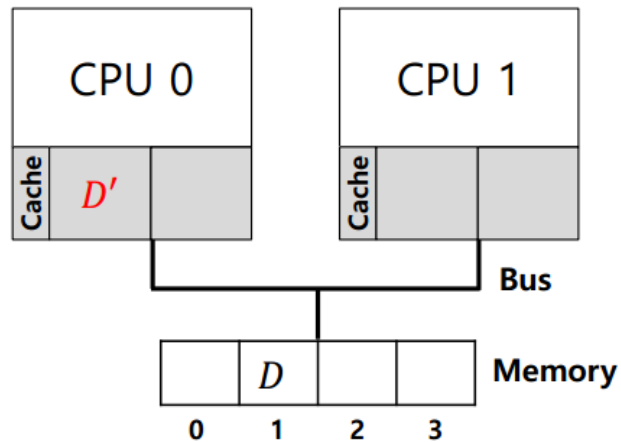 CPU 0
CPU 1
Cache
D′
Cache
Bus
D
Memory
0 1 2 3